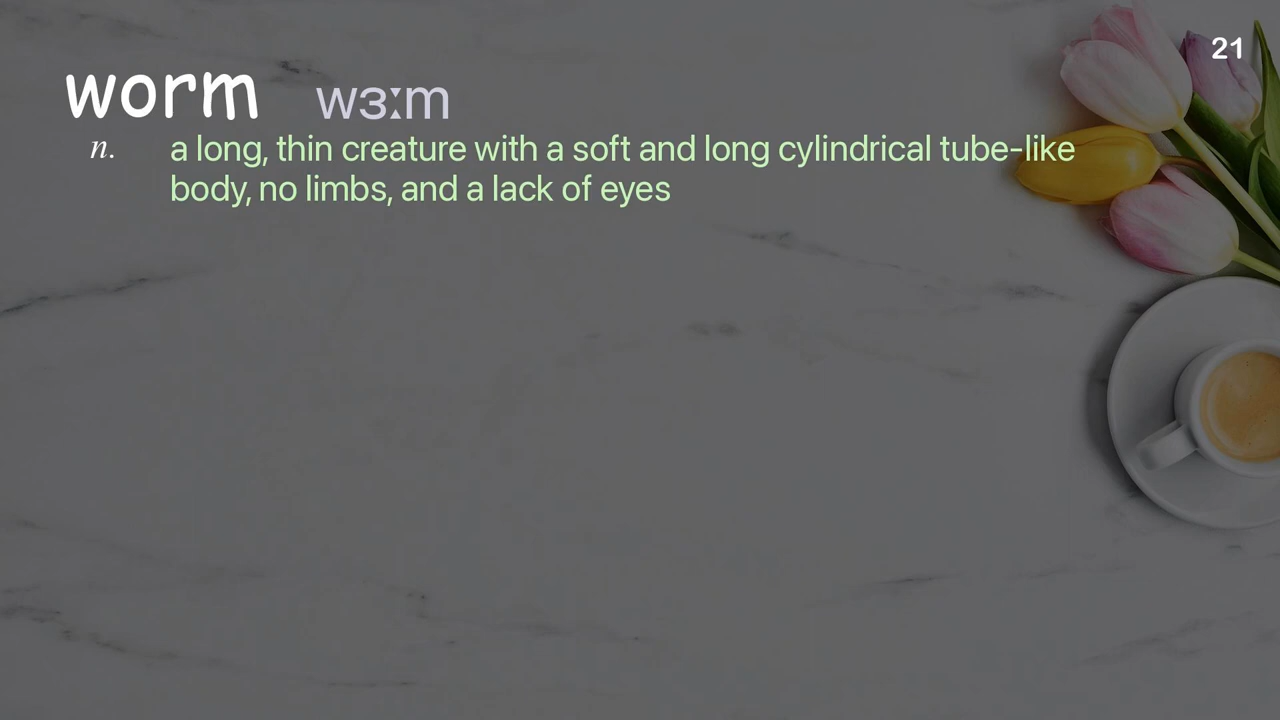 21
worm wɜːm
n. a long, thin creature with a soft and long cylindrical tube-like
body, no limbs, and a lack of eyes